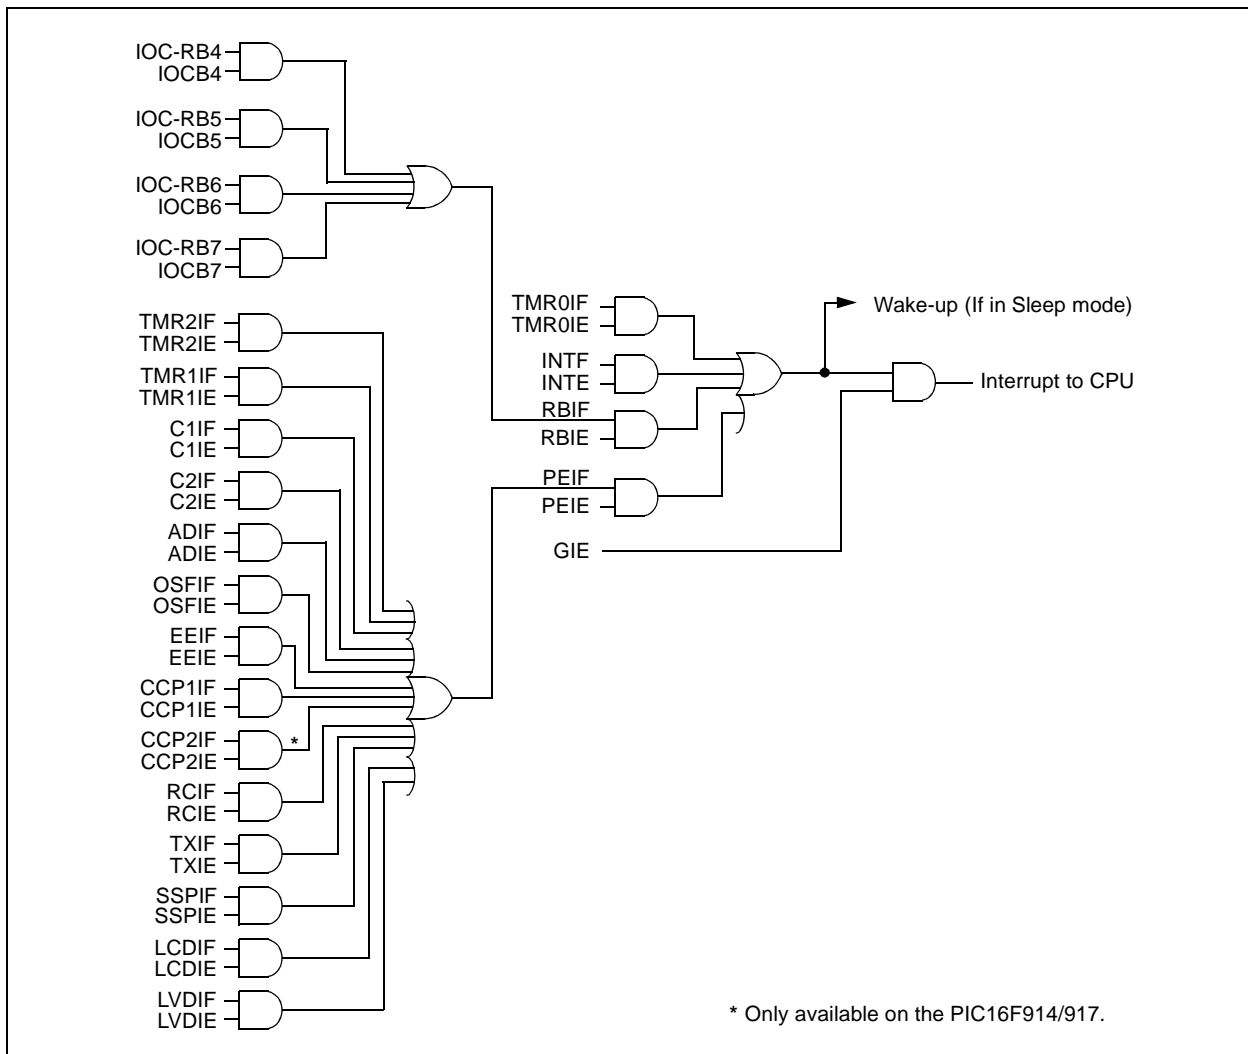 IOC-RB4
IOCB4
IOC-RB5
IOCB5
IOC-RB6
IOCB6
IOC-RB7
IOCB7
TMR2IF
TMR2IE
TMR1IF
TMR1IE
C1IF
C1IE
C2IF
C2IE
ADIF
ADIE
OSFIF
OSFIE
EEIF
EEIE
CCP1IF
CCP1IE
CCP2IF
CCP2IE
*
RCIF
RCIE
TXIF
TXIE
SSPIF
SSPIE
LCDIF
LCDIE
LVDIF
LVDIE
TMR0IF
TMR0IE
INTF
INTE
RBIF
RBIE
PEIF
PEIE
GIE
Wake-up (If in Sleep mode)
Interrupt to CPU
* Only available on the PIC16F914/917.